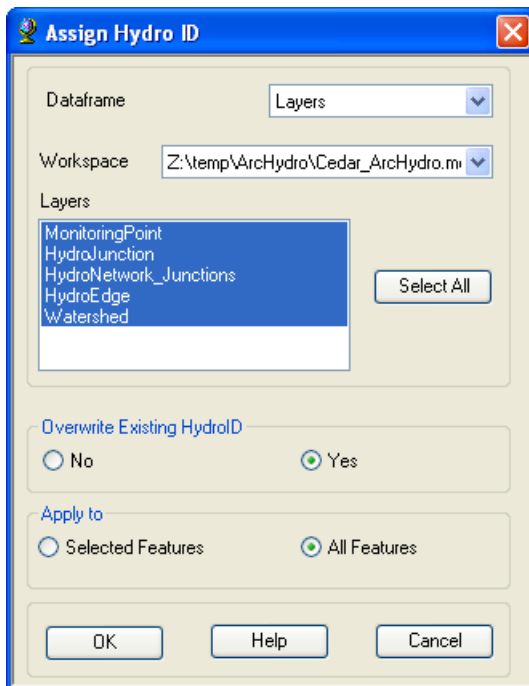 Assign Hydro ID
Dataframe
Layers
Workspace
Z:\temp\ArcHydro\Cedar_ArcHydro.m
Layers
MonitoringPoint
HydroJunction
HydroNetwork_Junctions
HydroEdge
Watershed
Select All
Overwrite Existing HydroID
No
Yes
Apply to
Selected Features
All Features
OK
Help
Cancel